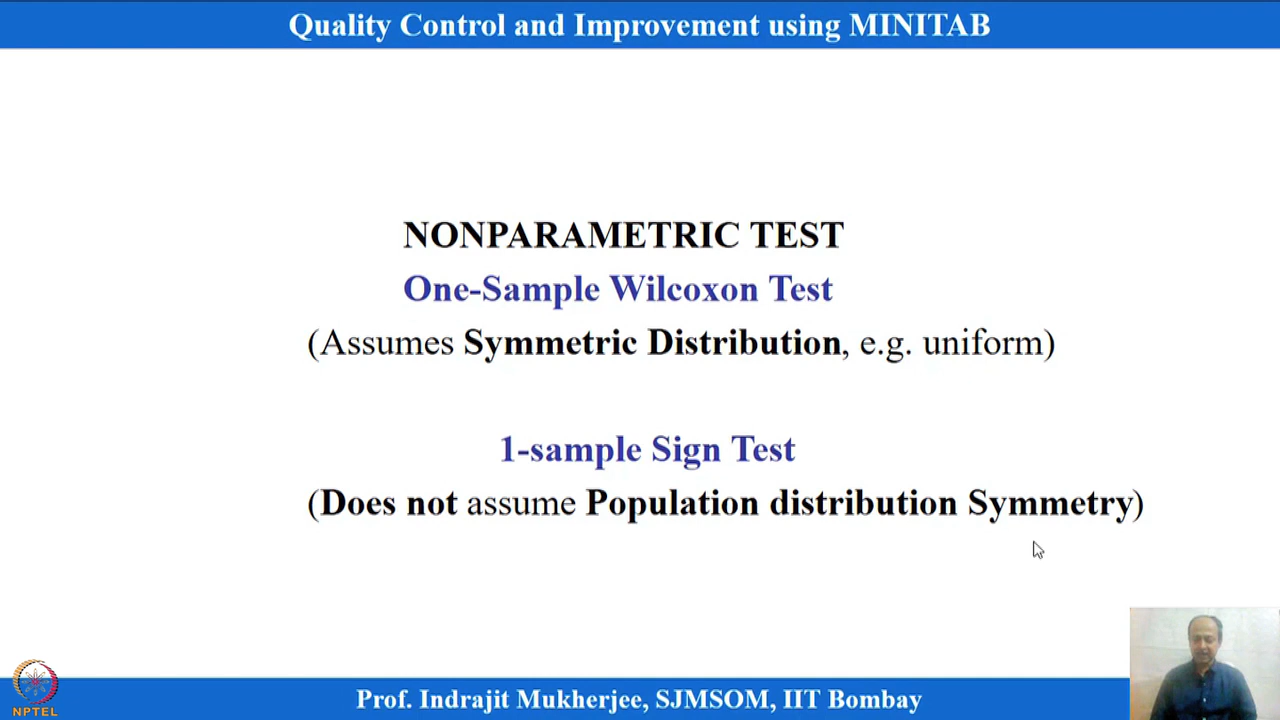 Quality Control and Improvement using MINITAB
NONPARAMETRIC TEST
One-Sample Wilcoxon Test
(Assumes Symmetric Distribution, e.g. uniform)
1-sample Sign Test
(Does not assume Population distribution Symmetry)
NPTEL
Prof. Indrajit Mukherjee, SJMSOM, IIT Bombay